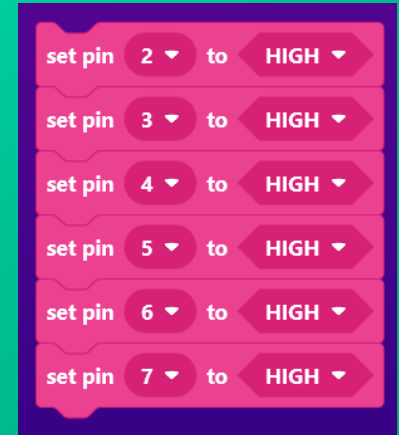 set pin 2 to HIGH
set pin 3 to HIGH
set pin 4 to HIGH
set pin 5 to HIGH
set pin 6 to HIGH
set pin 7 to HIGH